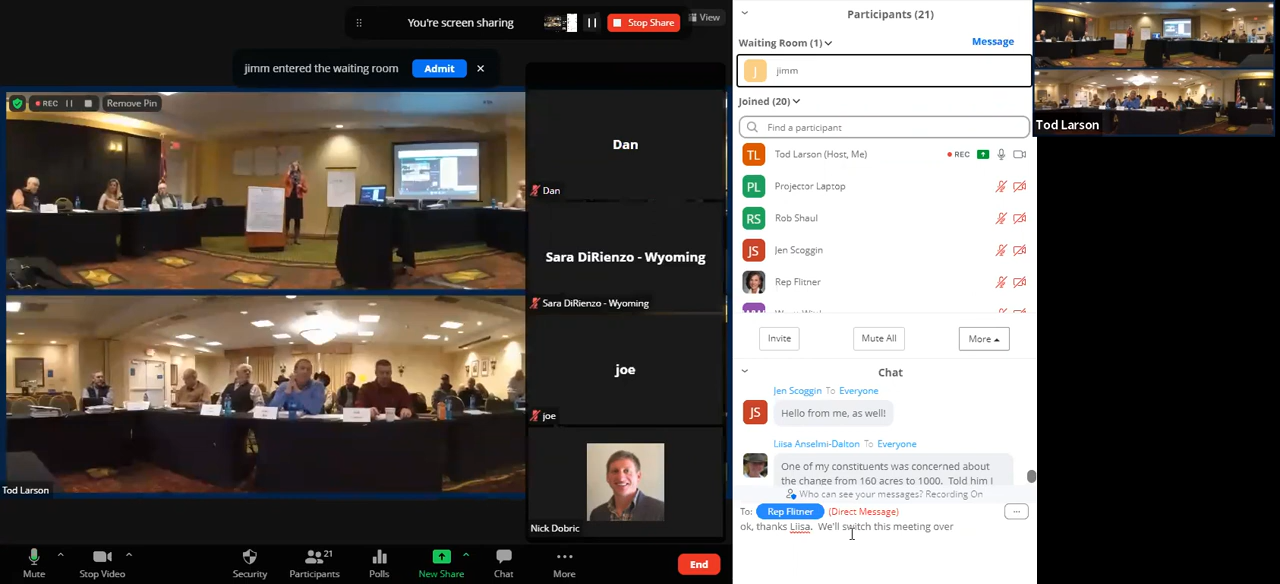 You're screen sharing
Stop Share
View
jimm entered the waiting room
Admit
REC
Remove Pin
Tod Larson
Dan
Dan
Sara DiRienzo - Wyoming
Sara DiRienzo - Wyoming
joe
joe
Nick Dobric
Mute
Stop Video
Security
21
Participants
Polls
New Share
Chat
More
End
Participants (21)
Waiting Room (1)
Message
J
jimm
Joined (20)
Find a participant
TL
Tod Larson (Host, Me)
REC
PL
Projector Laptop
RS
Rob Shaul
JS
Jen Scoggin
Rep Flitner
Invite
Mute All
More
Chat
Jen Scoggin To Everyone
JS
Hello from me, as well!
Liisa Anselmi-Dalton To Everyone
One of my constituents was concerned about
the change from 160 acres to 1000. Told him I
Who can see your messages? Recording On
To: Rep Flitner (Direct Message)
ok, thanks Liisa. We'll switch this meeting over
Tod Larson